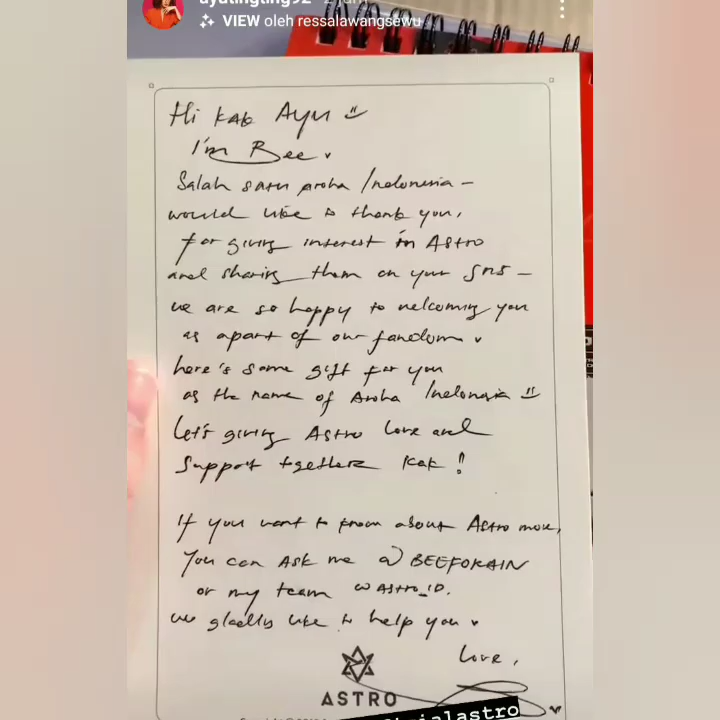 VIEW oleh ressalawangsewu
Hi Kak Ayu
I'm Bee
Salah satu Aroha Indonesia -
would like to thank you,
for giving interest in ASTRO
and sharing them on your sns -
we are so happy to welcoming you
as apart of our fandom
here's some gift for you
as the name of Aroha Indonesia
Let's giving ASTRO Love and
support together Kak!
If you want to know about Astro more,
You can ASK me @BEEFORAIN
or my team @ASTRO_ID.
we gladly like to help you
Love,
ASTRO